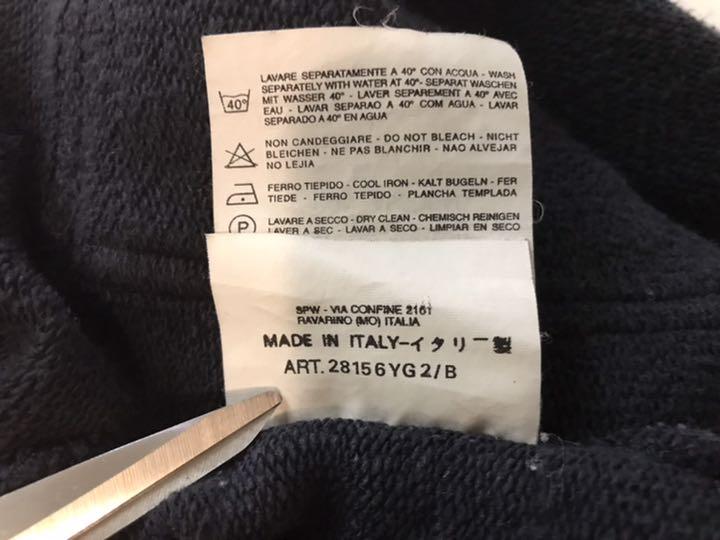 LAVARE SEPARATAMENTE A 40° CON ACQUA - WASH
SEPARATELY WITH WATER AT 40°- SEPARAT WASCHEN
MIT WASSER 40° - LAVER SEPAREMENT A 40° AVEC
EAU - LAVAR SEPARAO A 40° COM AGUA - LAVAR
SEPARADO A 40° EN AGUA
40°
NON CANDEGGIARE - DO NOT BLEACH - NICHT
BLEICHEN - NE PAS BLANCHIR - NAO ALVEJAR
NO LEJIA
FERRO TIEPIDO - COOL IRON - KALT BUGELN - FER
TIEDE - FERRO TEPIDO - PLANCHA TEMPLADA
P
LAVARE A SECCO - DRY CLEAN - CHEMISCH REINIGEN
LAVER A SEC - LAVAR A SECO - LIMPIAR EN SECO
SPW - VIA CONFINE 2161
RAVARINO (MO) ITALIA
MADE IN ITALY-イタリー製
ART. 28156YG2/B